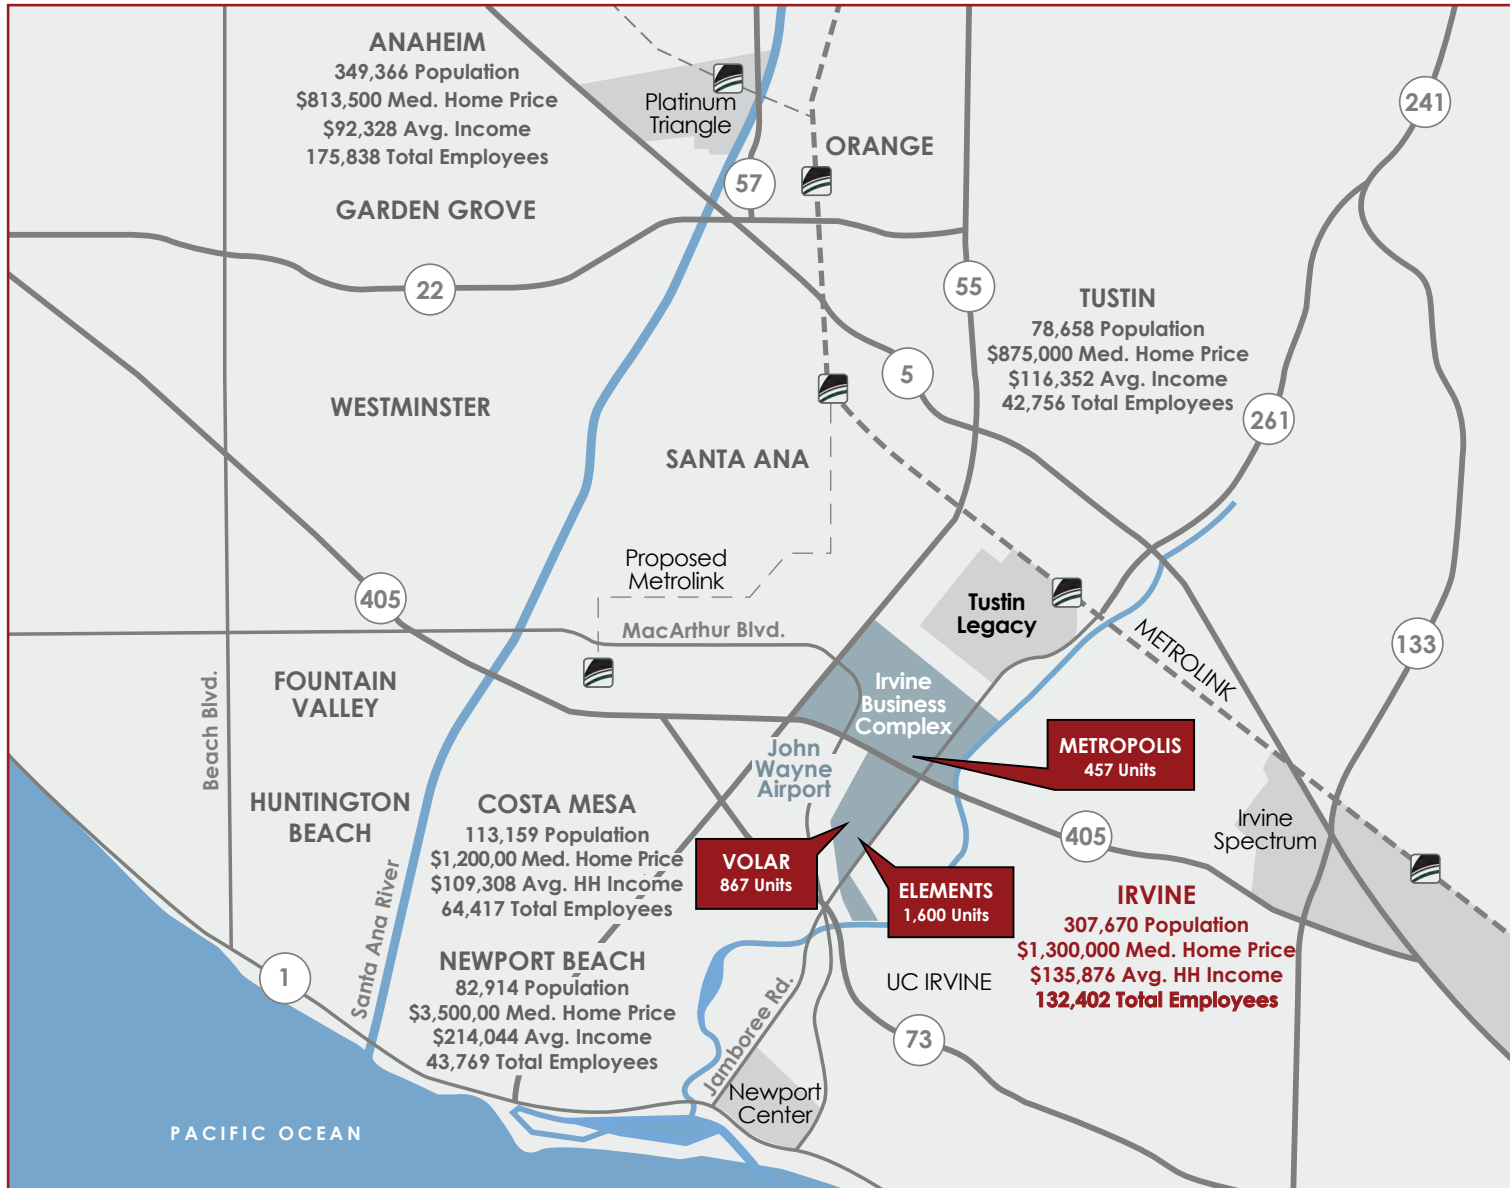 ANAHEIM
349,366 Population
$813,500 Med. Home Price
$92,328 Avg. Income
175,838 Total Employees
Platinum
Triangle
241
ORANGE
57
GARDEN GROVE
22
55
TUSTIN
78,658 Population
$875,000 Med. Home Price
$116,352 Avg. Income
42,756 Total Employees
5
WESTMINSTER
261
SANTA ANA
Proposed
Metrolink
405
MacArthur Blvd.
Tustin
Legacy
METROLINK
133
FOUNTAIN
VALLEY
Beach Blvd.
Irvine
Business
Complex
John
Wayne
Airport
METROPOLIS
457 Units
HUNTINGTON
BEACH
COSTA MESA
113,159 Population
$1,200,00 Med. Home Price
$109,308 Avg. HH Income
64,417 Total Employees
VOLAR
867 Units
ELEMENTS
1,600 Units
405
Irvine
Spectrum
IRVINE
307,670 Population
$1,300,000 Med. Home Price
$135,876 Avg. HH Income
132,402 Total Employees
Santa Ana River
NEWPORT BEACH
82,914 Population
$3,500,00 Med. Home Price
$214,044 Avg. Income
43,769 Total Employees
1
UC IRVINE
Jamboree Rd.
73
Newport
Center
PACIFIC OCEAN